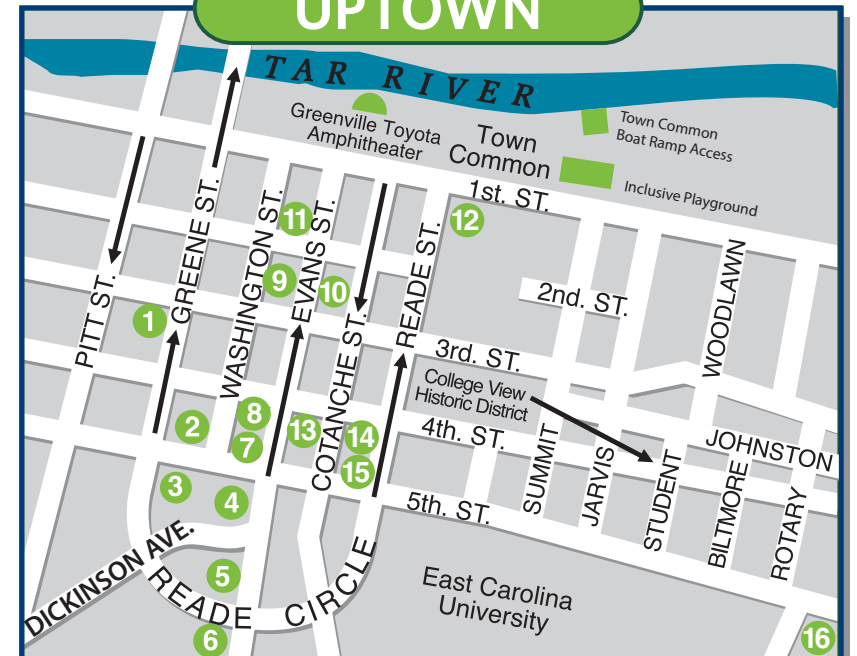 UPTOWN
TAR RIVER
Greenville Toyota
Amphitheater
Town
Common
Town Common
Boat Ramp Access
Inclusive Playground
1st. ST.
PITT ST.
GREENE ST.
WASHINGTON ST.
EVANS ST.
COTANCHE ST.
READE ST.
11
12
9
10
1
2nd. ST.
WOODLAWN
3rd. ST.
College View
Historic District
2
8
7
13
14
15
4th. ST.
SUMMIT
JARVIS
STUDENT
JOHNSTON
BILTMORE
ROTARY
3
4
5th. ST.
DICKINSON AVE.
5
READE CIRCLE
6
East Carolina
University
16